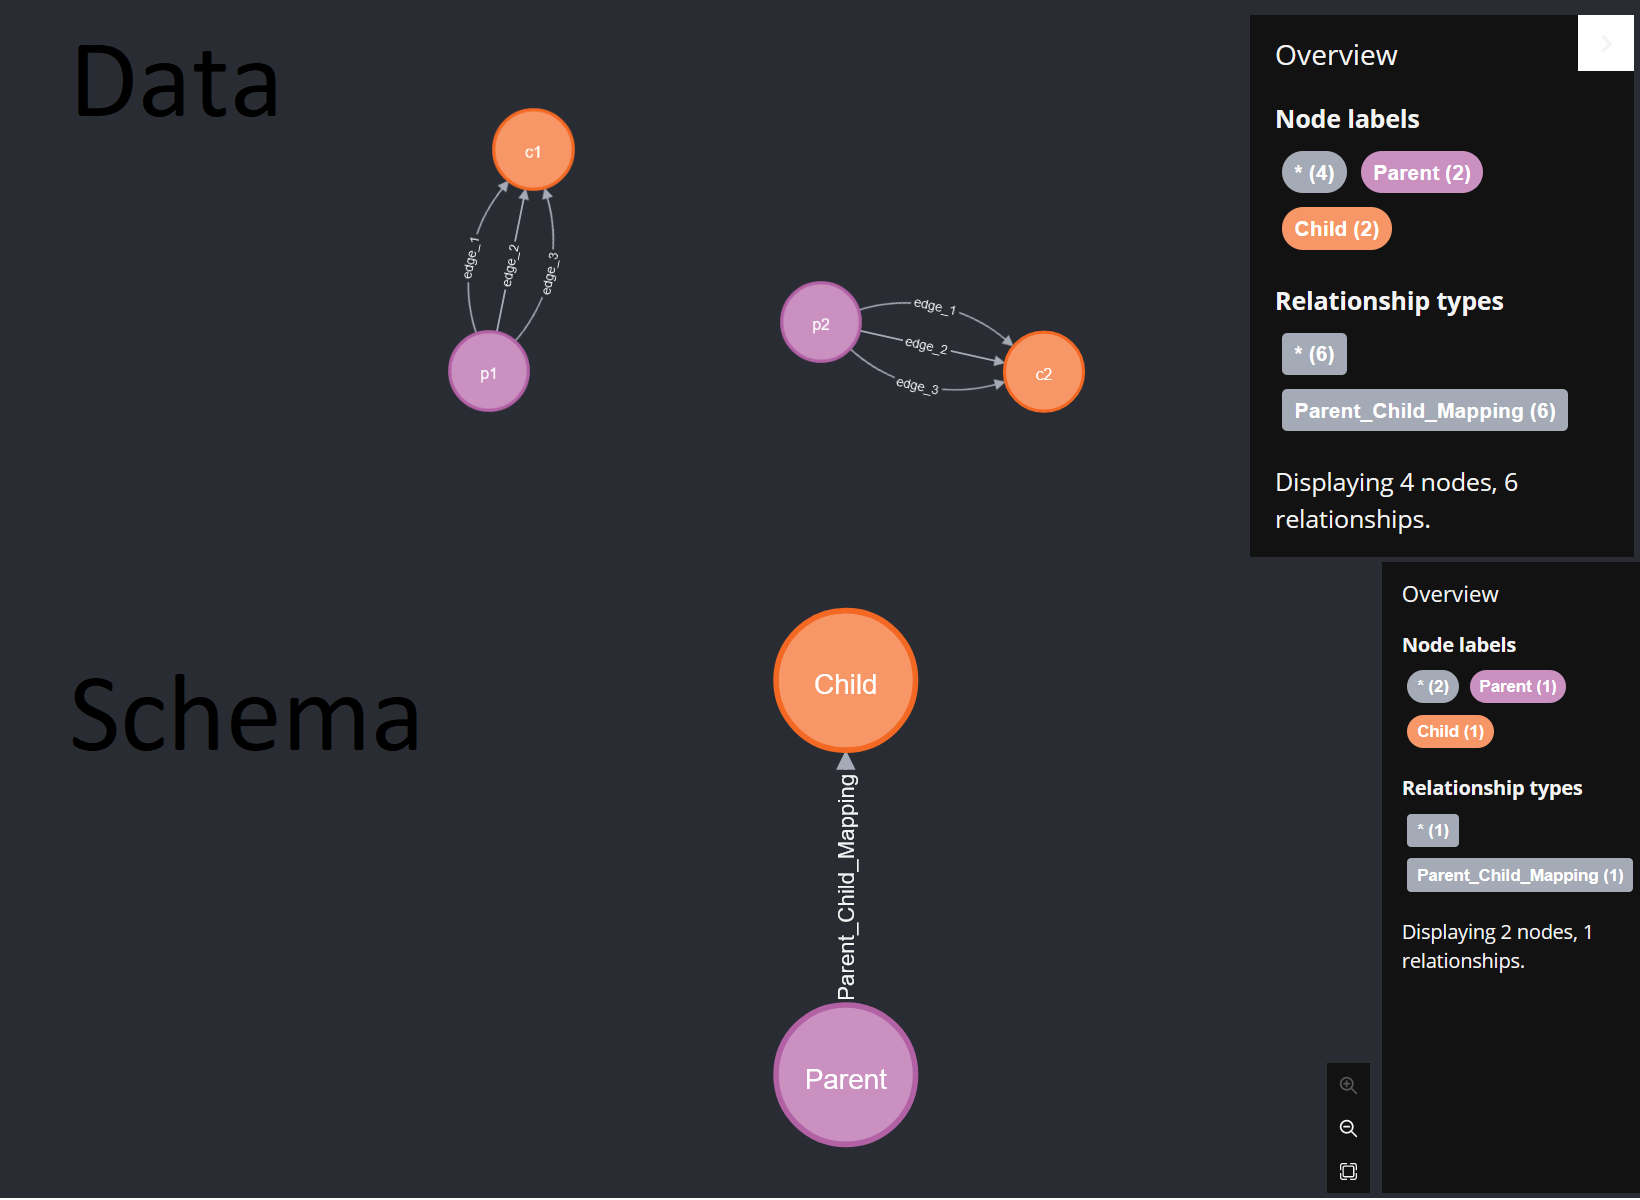 Data
c1
edge_1
edge_2
edge_3
p1
p2
edge_1
edge_2
edge_3
c2
Overview
Node labels
* (4) Parent (2)
Child (2)
Relationship types
* (6)
Parent_Child_Mapping (6)
Displaying 4 nodes, 6
relationships.
Schema
Child
Parent_Child_Mapping
Parent
Overview
Node labels
* (2) Parent (1)
Child (1)
Relationship types
* (1)
Parent_Child_Mapping (1)
Displaying 2 nodes, 1
relationships.